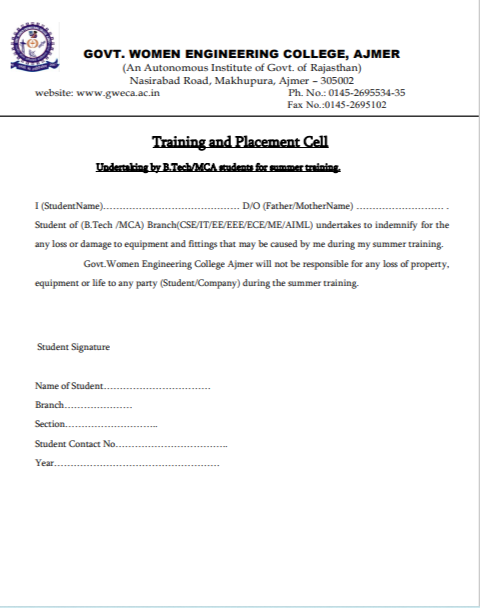 GOVT. WOMEN ENGINEERING COLLEGE, AJMER
(An Autonomous Institute of Govt. of Rajasthan)
Nasirabad Road, Makhupura, Ajmer – 305002
website: www.gweca.ac.in Ph. No.: 0145-2695534-35
Fax No.:0145-2695102
Training and Placement Cell
Undertaking by B.Tech/MCA students for summer training.
I (StudentName)…………………………………. D/O (Father/MotherName) …………………….. .
Student of (B.Tech /MCA) Branch(CSE/IT/EE/EEE/ECE/ME/AIML) undertakes to indemnify for the
any loss or damage to equipment and fittings that may be caused by me during my summer training.
Govt.Women Engineering College Ajmer will not be responsible for any loss of property,
equipment or life to any party (Student/Company) during the summer training.
Student Signature
Name of Student…………………………..
Branch…………………
Section………………………..
Student Contact No…………………………….
Year………………………………………….